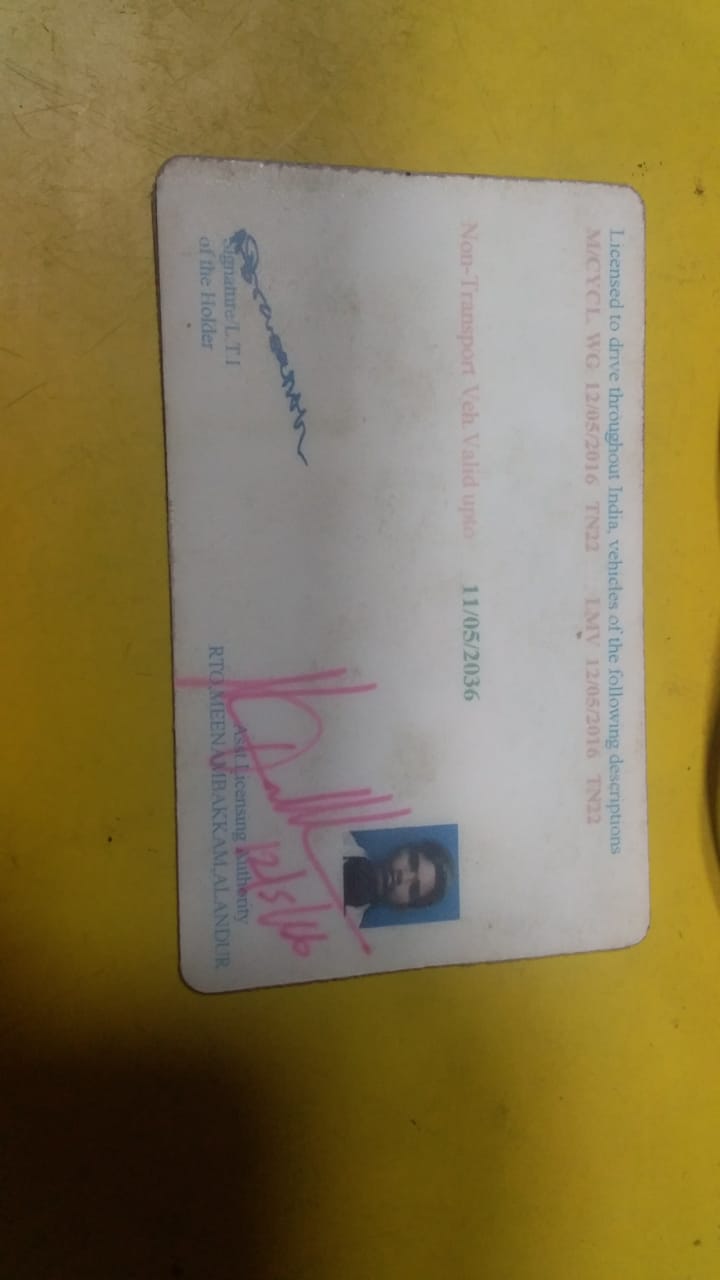 Licensed to drive throughout India, vehicles of the following descriptions
M/CYCL. WG 12/05/2016 TN22 LMV 12/05/2016 TN22
Non-Transport Veh Valid upto 11/05/2036
Signature/L.T.I
of the Holder
12/5/16
Asst Licensing Authority
RTO,MEENAMBAKKAM,ALANDUR